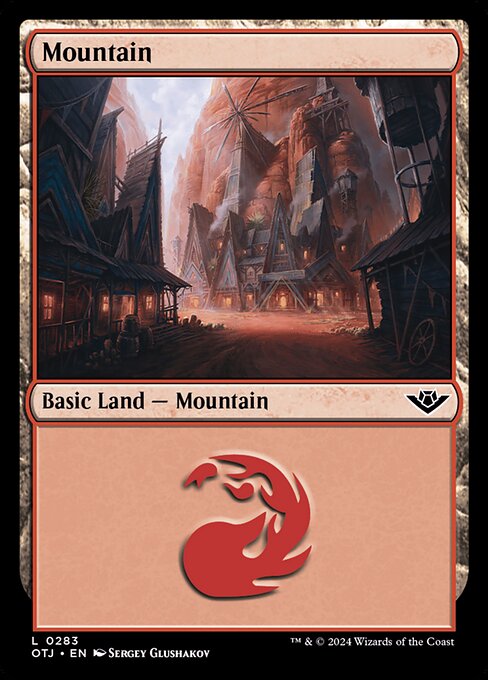 Mountain
Basic Land — Mountain
L 0283
™ & © 2024 Wizards of the Coast
OTJ • EN Sergey Glushakov